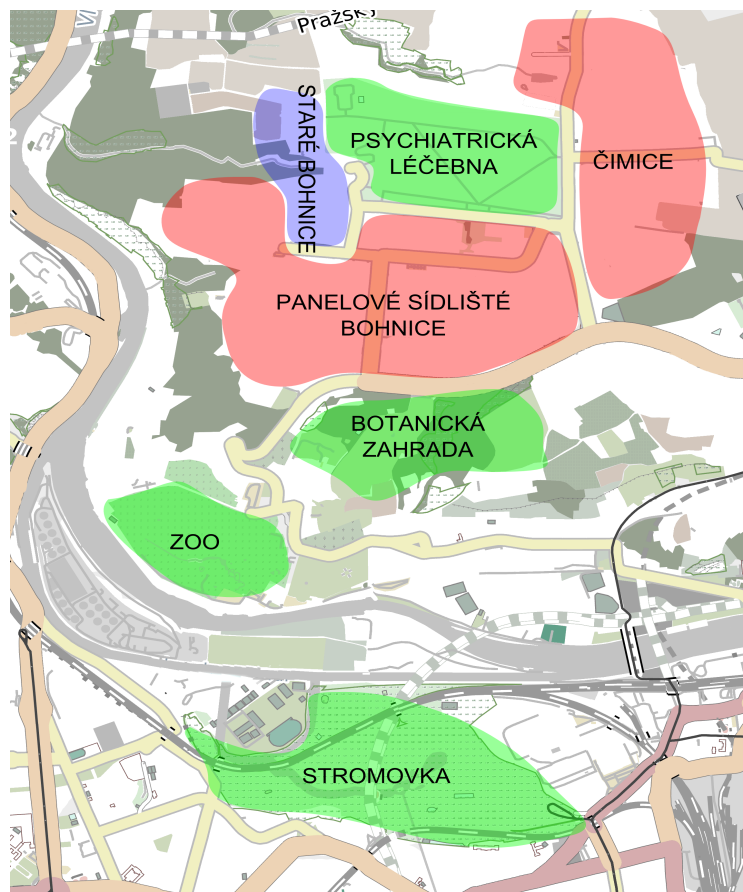 Pražský
STARÉ BOHNICE
PSYCHIATRICKÁ
LÉČEBNA
ČIMICE
PANELOVÉ SÍDLIŠTĚ
BOHNICE
BOTANICKÁ
ZAHRADA
ZOO
STROMOVKA